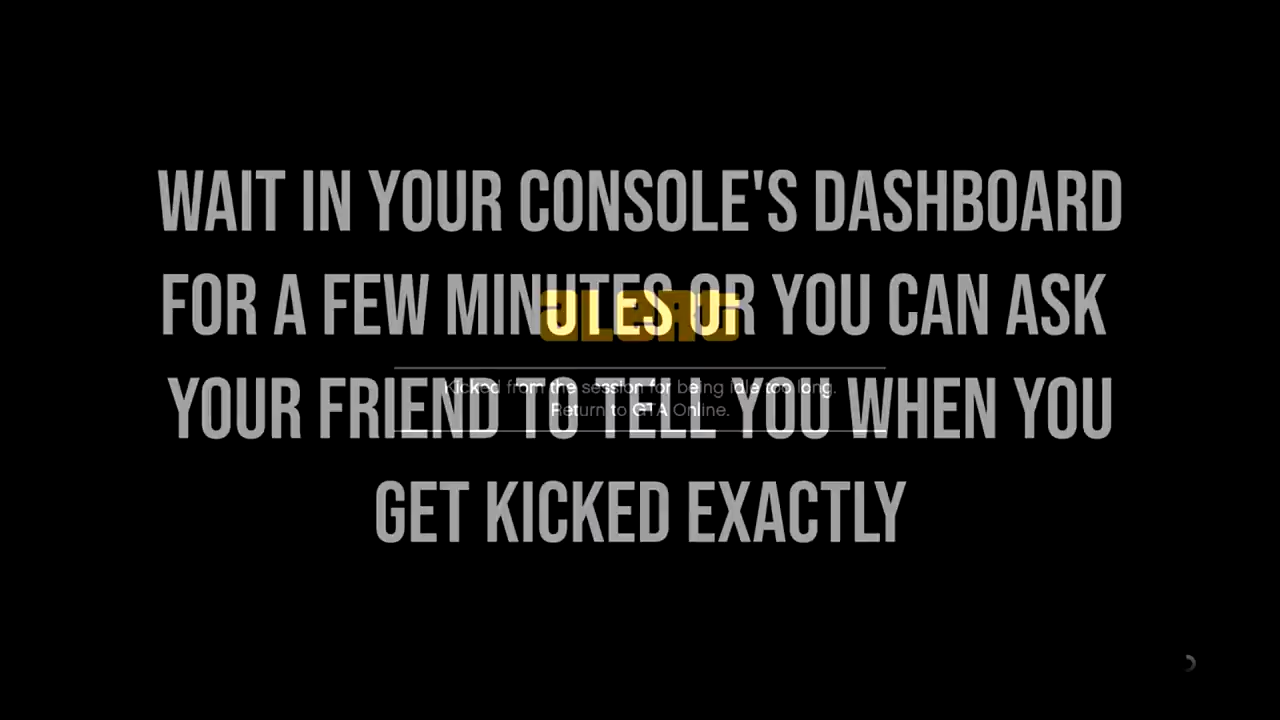 WAIT IN YOUR CONSOLE'S DASHBOARD
FOR A FEW MINUTES OR YOU CAN ASK
alert
Kicked from the session for being idle too long.
YOUR FRIEND TO TELL YOU WHEN YOU
Return to GTA Online.
GET KICKED EXACTLY